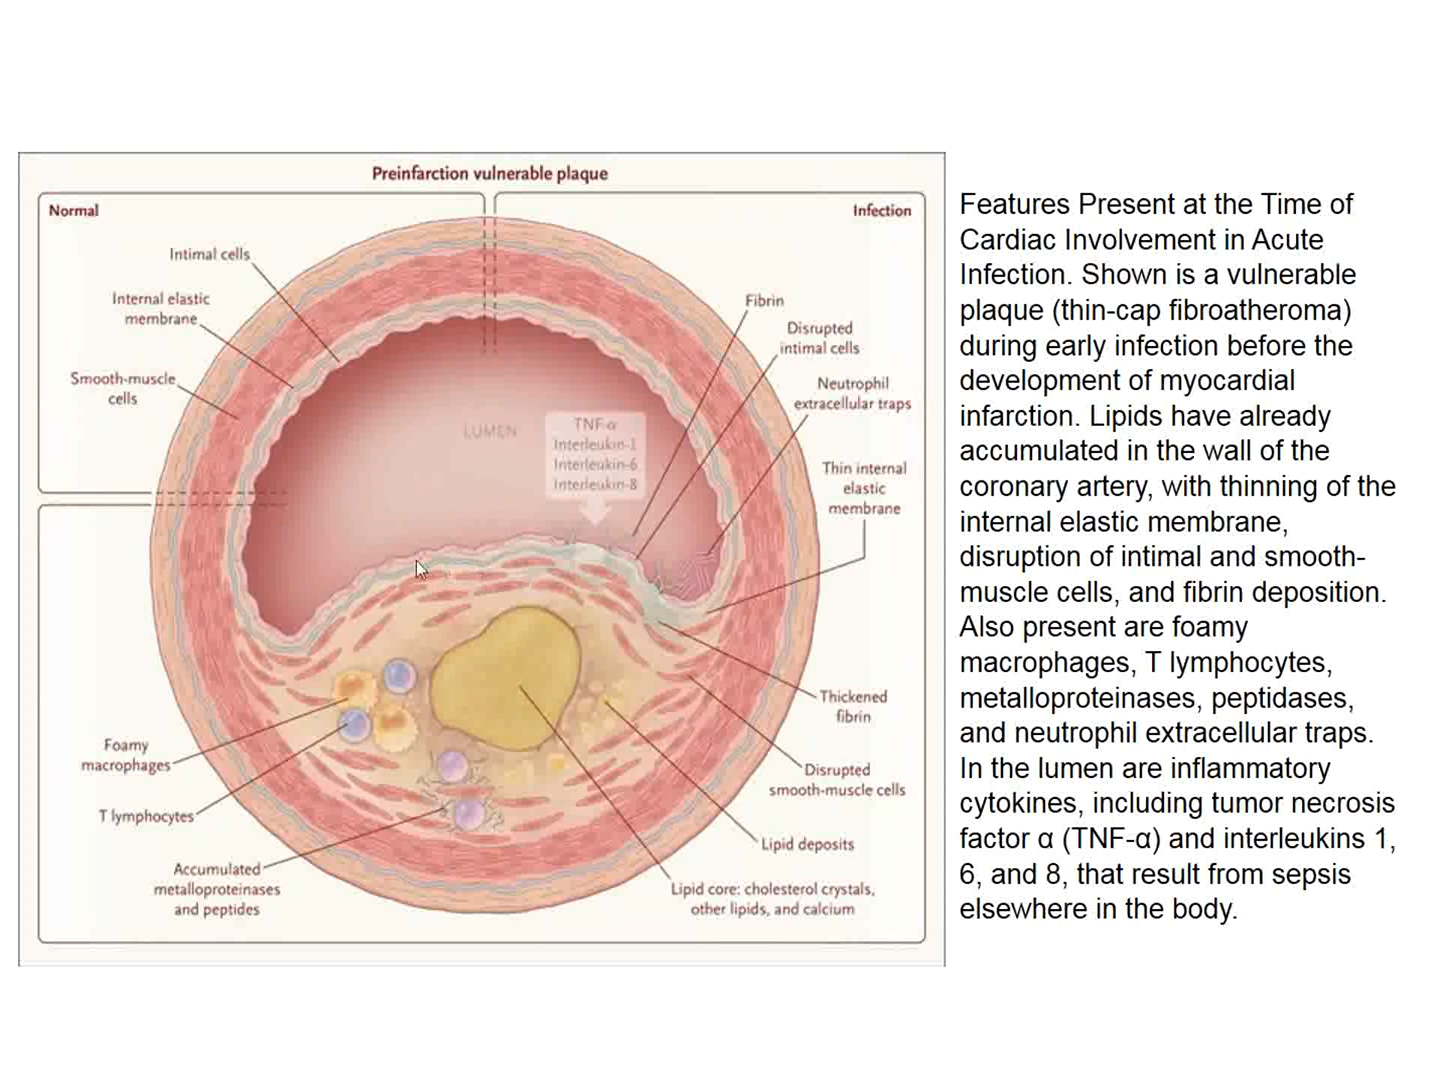 Preinfarction vulnerable plaque
Normal
Infection
Intimal cells
Internal elastic
membrane
Smooth-muscle
cells
Fibrin
Disrupted
intimal cells
Neutrophil
extracellular traps
Thin internal
elastic
membrane
LUMEN
TNF-α
Interleukin-1
Interleukin-6
Interleukin-8
Thickened
fibrin
Disrupted
smooth-muscle cells
Lipid deposits
Lipid core: cholesterol crystals,
other lipids, and calcium
Foamy
macrophages
T lymphocytes
Accumulated
metalloproteinases
and peptides
Features Present at the Time of
Cardiac Involvement in Acute
Infection. Shown is a vulnerable
plaque (thin-cap fibroatheroma)
during early infection before the
development of myocardial
infarction. Lipids have already
accumulated in the wall of the
coronary artery, with thinning of the
internal elastic membrane,
disruption of intimal and smooth-
muscle cells, and fibrin deposition.
Also present are foamy
macrophages, T lymphocytes,
metalloproteinases, peptidases,
and neutrophil extracellular traps.
In the lumen are inflammatory
cytokines, including tumor necrosis
factor α (TNF-α) and interleukins 1,
6, and 8, that result from sepsis
elsewhere in the body.